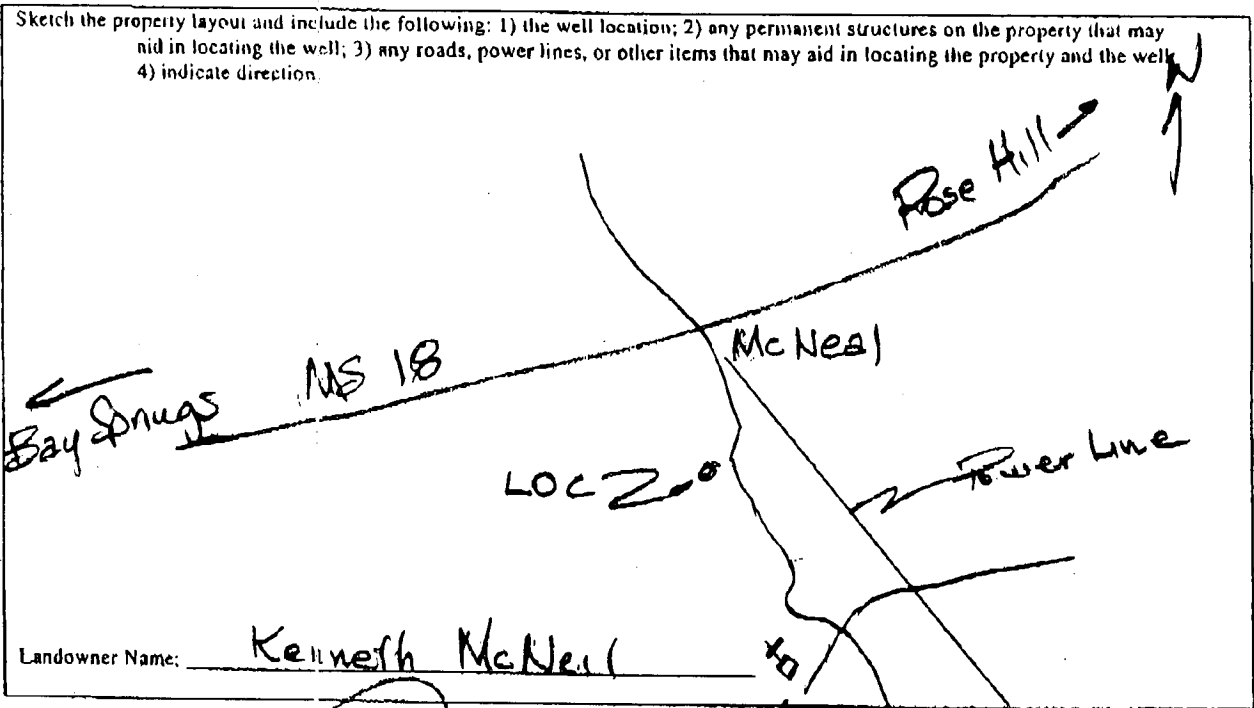 Sketch the property layout and include the following: 1) the well location; 2) any permanent structures on the property that may
aid in locating the well; 3) any roads, power lines, or other items that may aid in locating the property and the well
4) indicate direction.
N
Rose Hill
McNeal
MS 18
Bay Springs
LOC
Power Line
Landowner Name: Kenneth McNeil